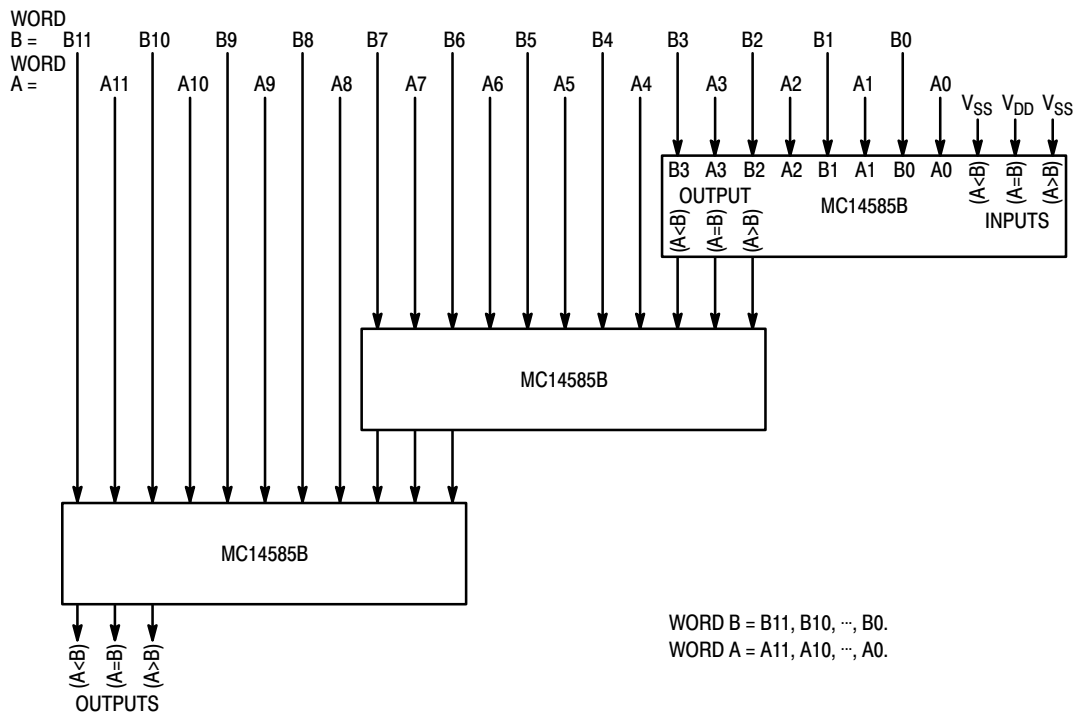 WORD
B = B11 B10 B9 B8 B7 B6 B5 B4 B3 B2 B1 B0
WORD
A = A11 A10 A9 A8 A7 A6 A5 A4 A3 A2 A1 A0
VSS VDD VSS
B3 A3 B2 A2 B1 A1 B0 A0 (A<B) (A=B) (A>B)
OUTPUT MC14585B INPUTS
(A<B) (A=B) (A>B)
MC14585B
MC14585B
(A<B) (A=B) (A>B)
OUTPUTS
WORD B = B11, B10, ···, B0.
WORD A = A11, A10, ···, A0.